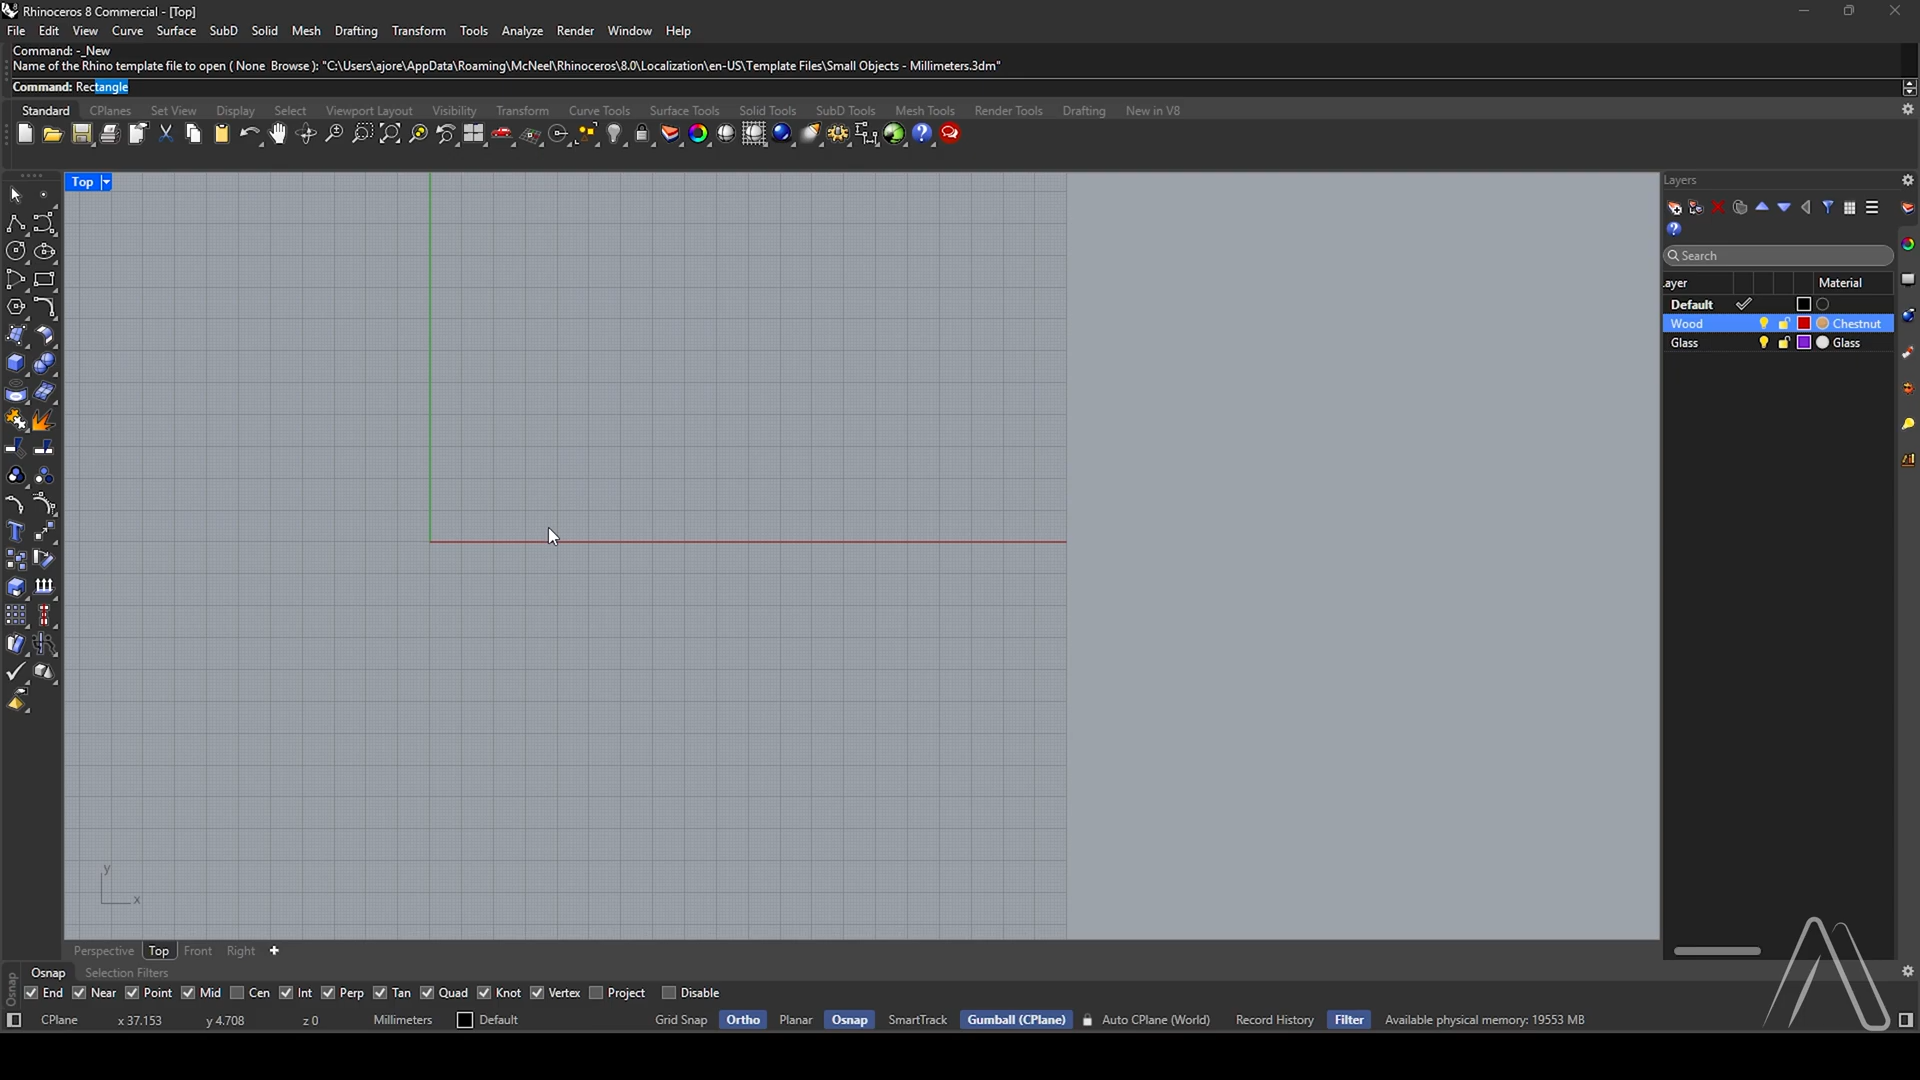 Rhinoceros 8 Commercial - [Top]
File Edit View Curve Surface SubD Solid Mesh Drafting Transform Tools Analyze Render Window Help
Command: -_New
Name of the Rhino template file to open ( None Browse ): "C:\Users\ajore\AppData\Roaming\McNeel\Rhinoceros\8.0\Localization\en-US\Template Files\Small Objects - Millimeters.3dm"
Command: Rectangle
Standard CPlanes Set View Display Select Viewport Layout Visibility Transform Curve Tools Surface Tools Solid Tools SubD Tools Mesh Tools Render Tools Drafting New in V8
Top
Layers
Search
.ayer Material
Default
Wood Chestnut
Glass Glass
y
x
Perspective Top Front Right
Osnap Selection Filters
Osnap
End Near Point Mid Cen Int Perp Tan Quad Knot Vertex Project Disable
CPlane x 37.153 y 4.708 z 0 Millimeters Default Grid Snap Ortho Planar Osnap SmartTrack Gumball (CPlane) Auto CPlane (World) Record History Filter Available physical memory: 19553 MB